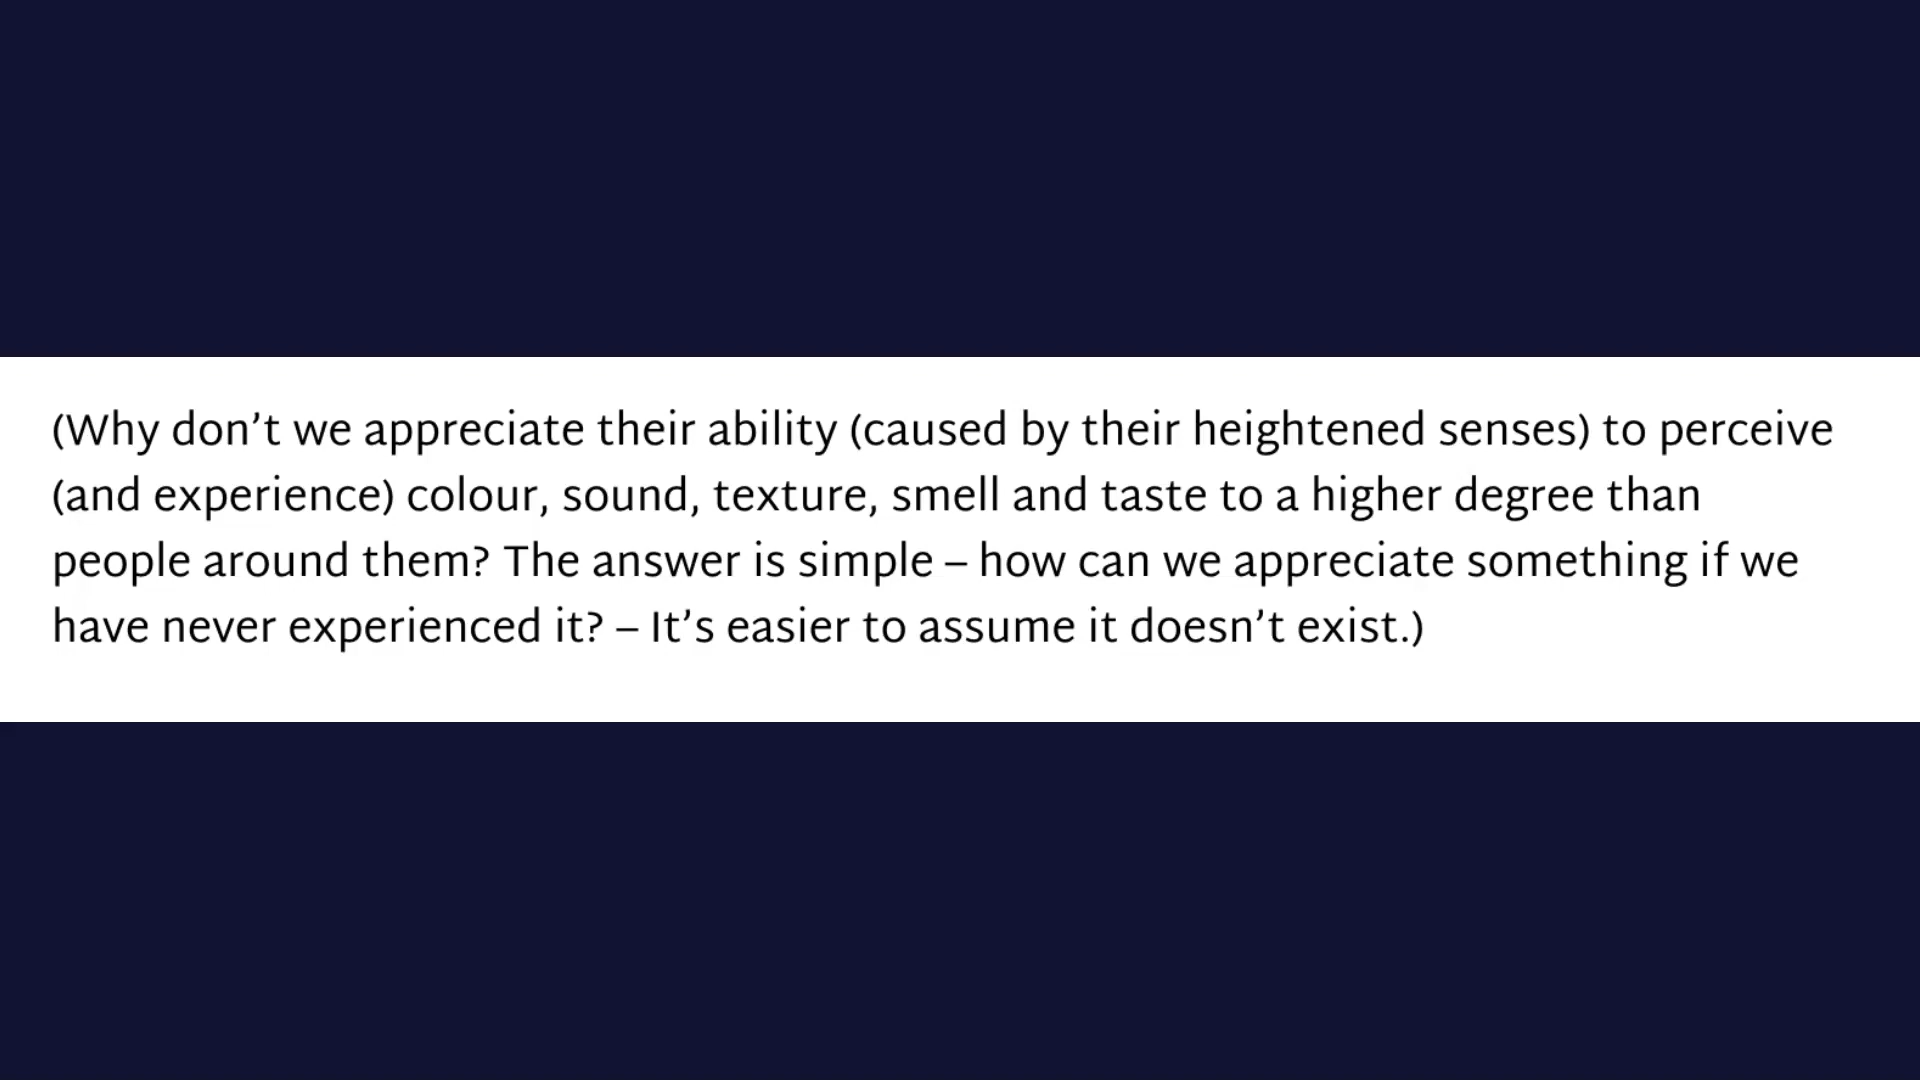 (Why don’t we appreciate their ability (caused by their heightened senses) to perceive
(and experience) colour, sound, texture, smell and taste to a higher degree than
people around them? The answer is simple – how can we appreciate something if we
have never experienced it? – It’s easier to assume it doesn’t exist.)